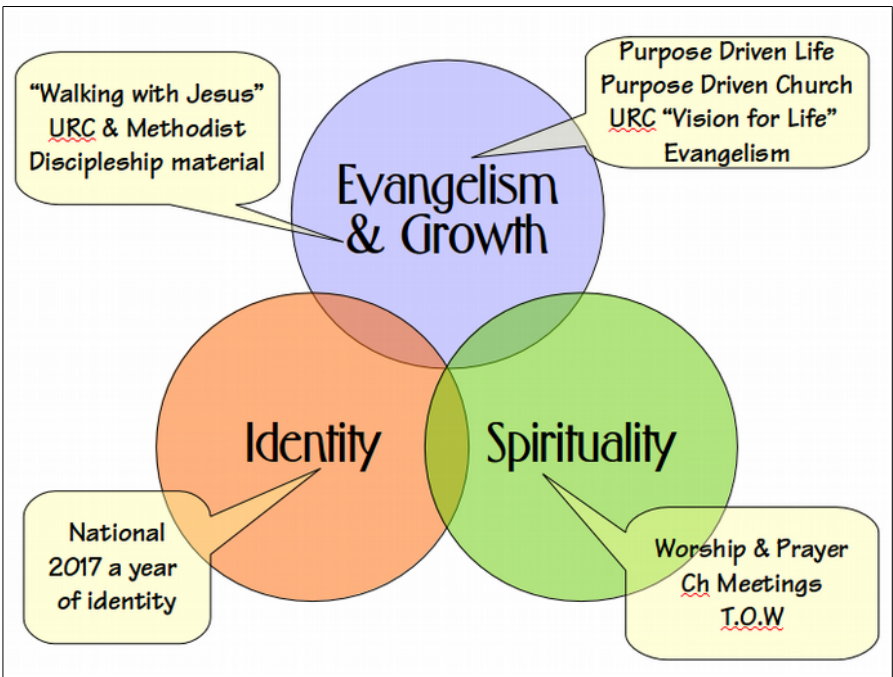 “Walking with Jesus”
URC & Methodist
Discipleship material
Purpose Driven Life
Purpose Driven Church
URC “Vision for Life”
Evangelism
Evangelism
& Growth
Identity
Spirituality
National
2017 a year
of identity
Worship & Prayer
Ch Meetings
T.O.W